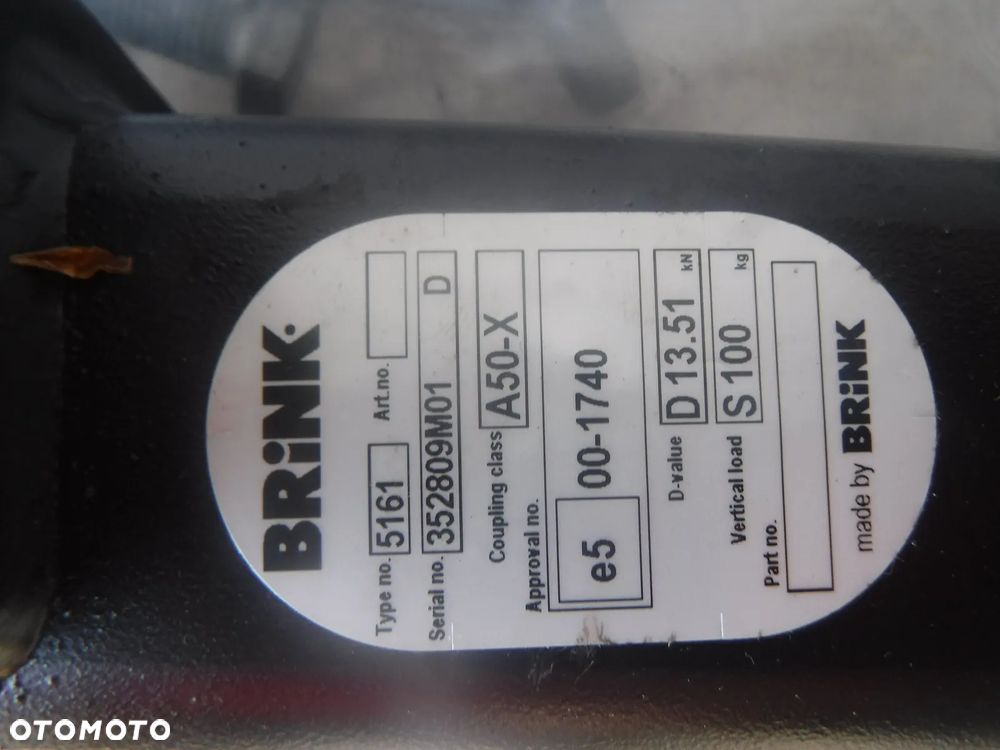 BRiNK.
Type no. 5161 Art.no.
Serial no. 352809M01 D
Coupling class A50-X
Approval no.
e5 00-1740
D-value D 13.51 kN
Vertical load S 100 kg
Part no.
made by BRiNK
OTOMOTO